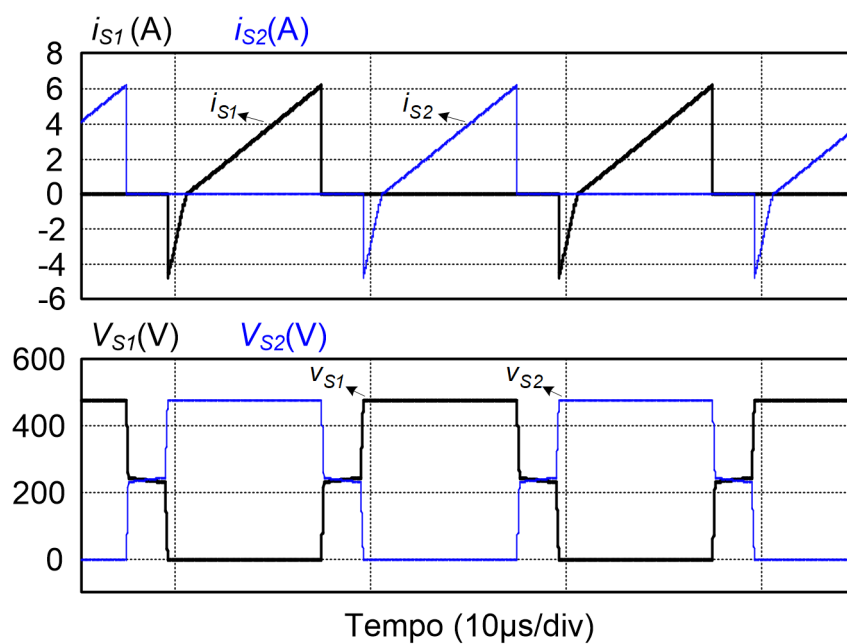 iS1 (A) iS2(A)
8
6
iS1 iS2
4
2
0
-2
-4
-6
VS1(V) VS2(V)
600
vS1 vS2
400
200
0
Tempo (10µs/div)